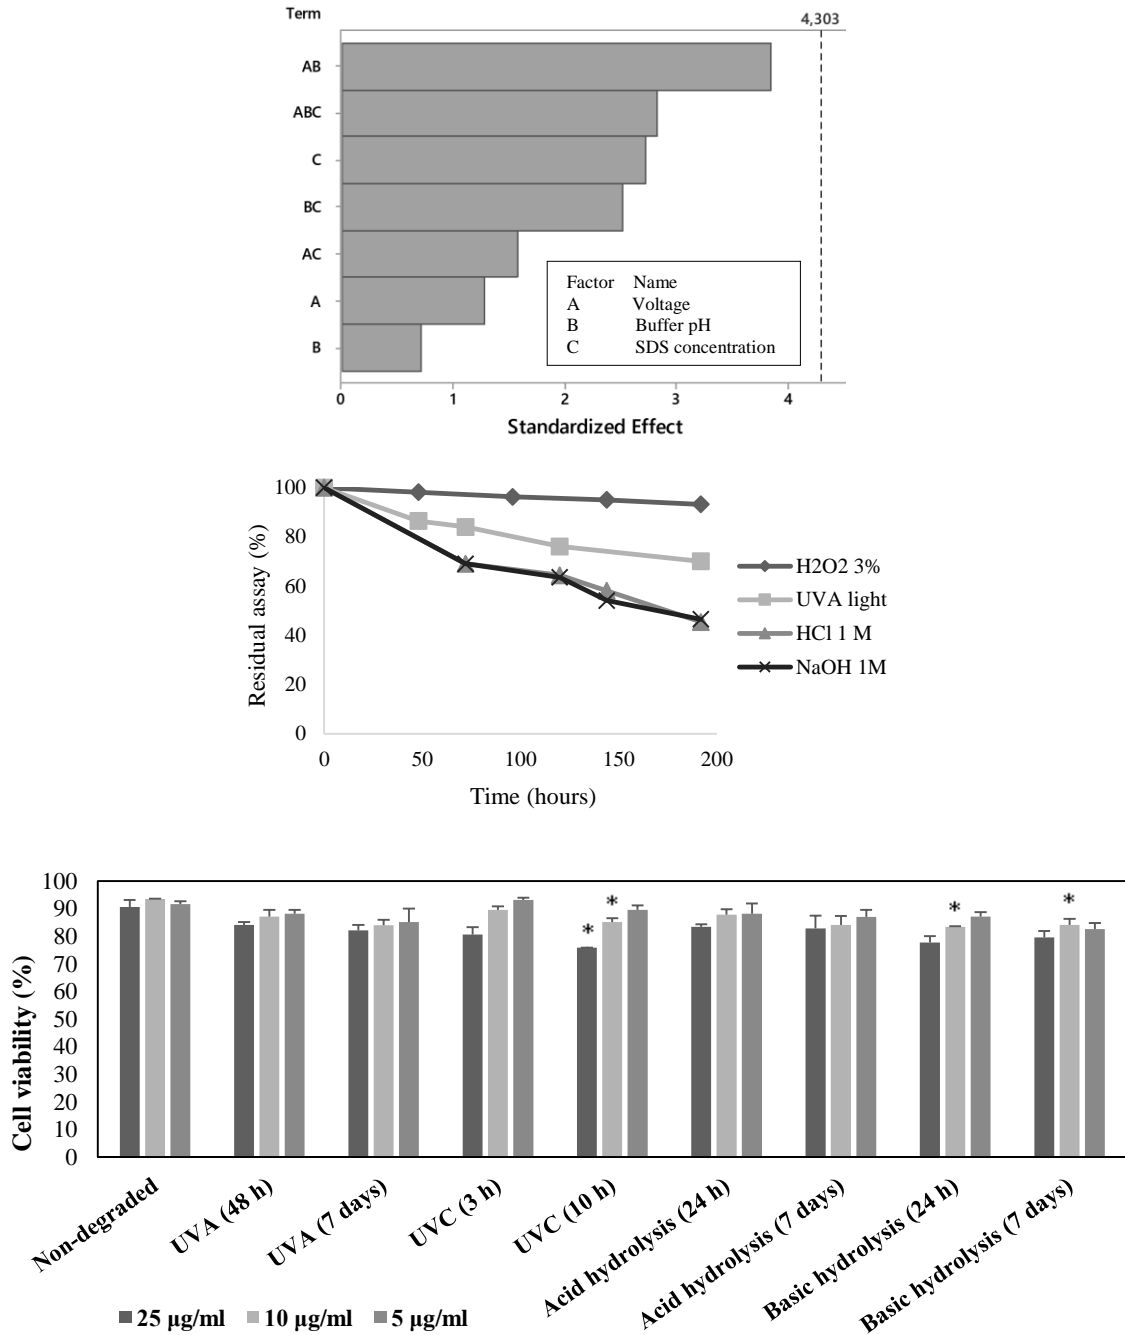 Term
4,303
AB
ABC
C
BC
AC
A
B
Factor Name
A Voltage
B Buffer pH
C SDS concentration
0 1 2 3 4
Standardized Effect
Residual assay (%)
100
80
60
40
20
0
0 50 100 150 200
Time (hours)
H2O2 3%
UVA light
HCl 1 M
NaOH 1M
Cell viability (%)
100
90
80
70
60
50
40
30
20
10
0
* * * *
Non-degraded
UVA (48 h)
UVA (7 days)
UVC (3 h)
UVC (10 h)
Acid hydrolysis (24 h)
Acid hydrolysis (7 days)
Basic hydrolysis (24 h)
Basic hydrolysis (7 days)
25 µg/ml 10 µg/ml 5 µg/ml